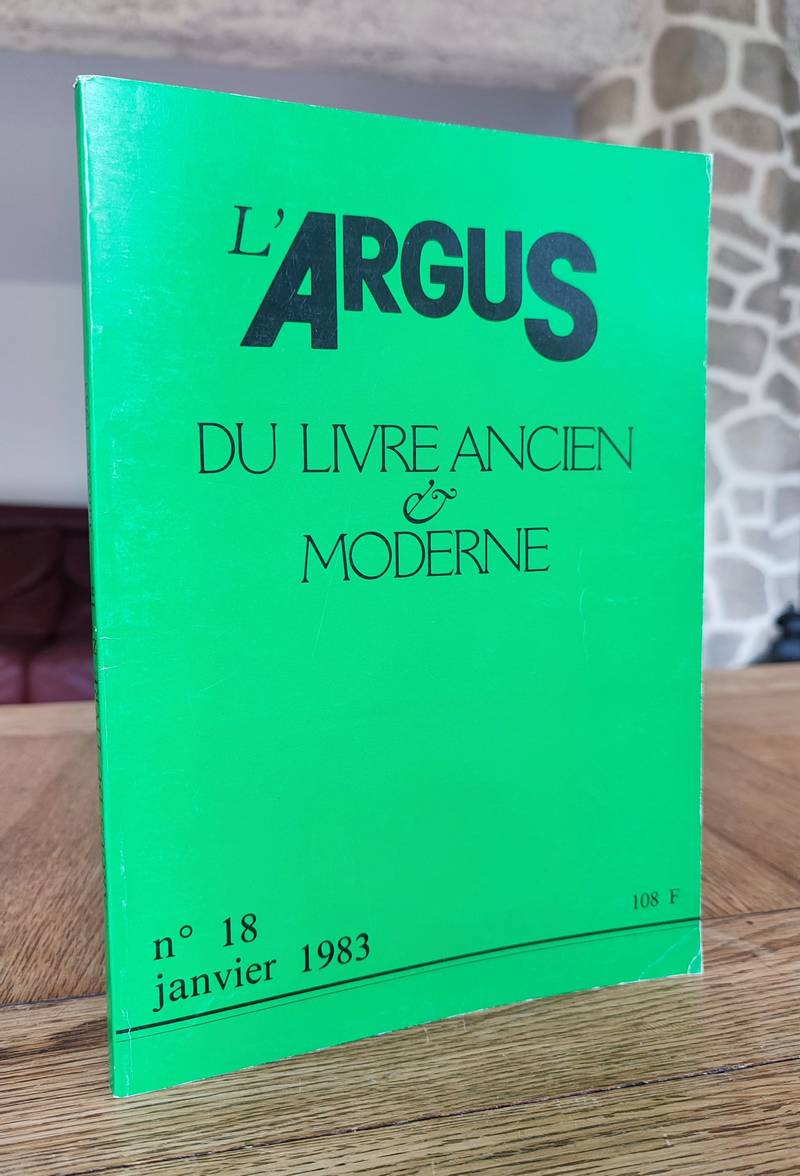 L'ARGUS
DU LIVRE ANCIEN
&
MODERNE
n° 18
janvier 1983
108 F